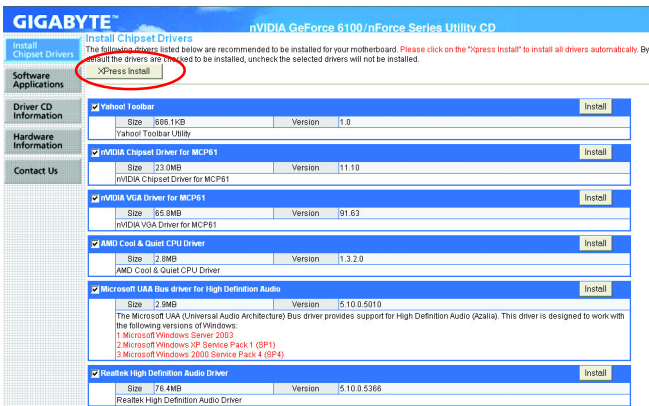 GIGABYTE™
nVIDIA GeForce 6100/nForce Series Utility CD
Install
Chipset Drivers
Software
Applications
Driver CD
Information
Hardware
Information
Contact Us
Install Chipset Drivers
The following drivers listed below are recommended to be installed for your motherboard. Please click on the "Xpress Install" to install all drivers automatically. By
default the drivers are checked to be installed, uncheck the selected drivers will not be installed.
XPress Install
Yahoo! Toolbar Install
Size 686.1KB Version 1.0
Yahoo! Toolbar Utility
nVIDIA Chipset Driver for MCP61 Install
Size 23.0MB Version 11.10
nVIDIA Chipset Driver for MCP61
nVIDIA VGA Driver for MCP61 Install
Size 65.8MB Version 91.63
nVIDIA VGA Driver for MCP61
AMD Cool & Quiet CPU Driver Install
Size 2.8MB Version 1.3.2.0
AMD Cool & Quiet CPU Driver
Microsoft UAA Bus driver for High Definition Audio Install
Size 2.9MB Version 5.10.0.5010
The Microsoft UAA (Universal Audio Architecture) Bus driver provides support for High Definition Audio (Azalia). This driver is designed to work with
the following versions of Windows:
1.Microsoft Windows Server 2003
2.Microsoft Windows XP Service Pack 1 (SP1)
3.Microsoft Windows 2000 Service Pack 4 (SP4)
Realtek High Definition Audio Driver Install
Size 76.4MB Version 5.10.0.5366
Realtek High Definition Audio Driver